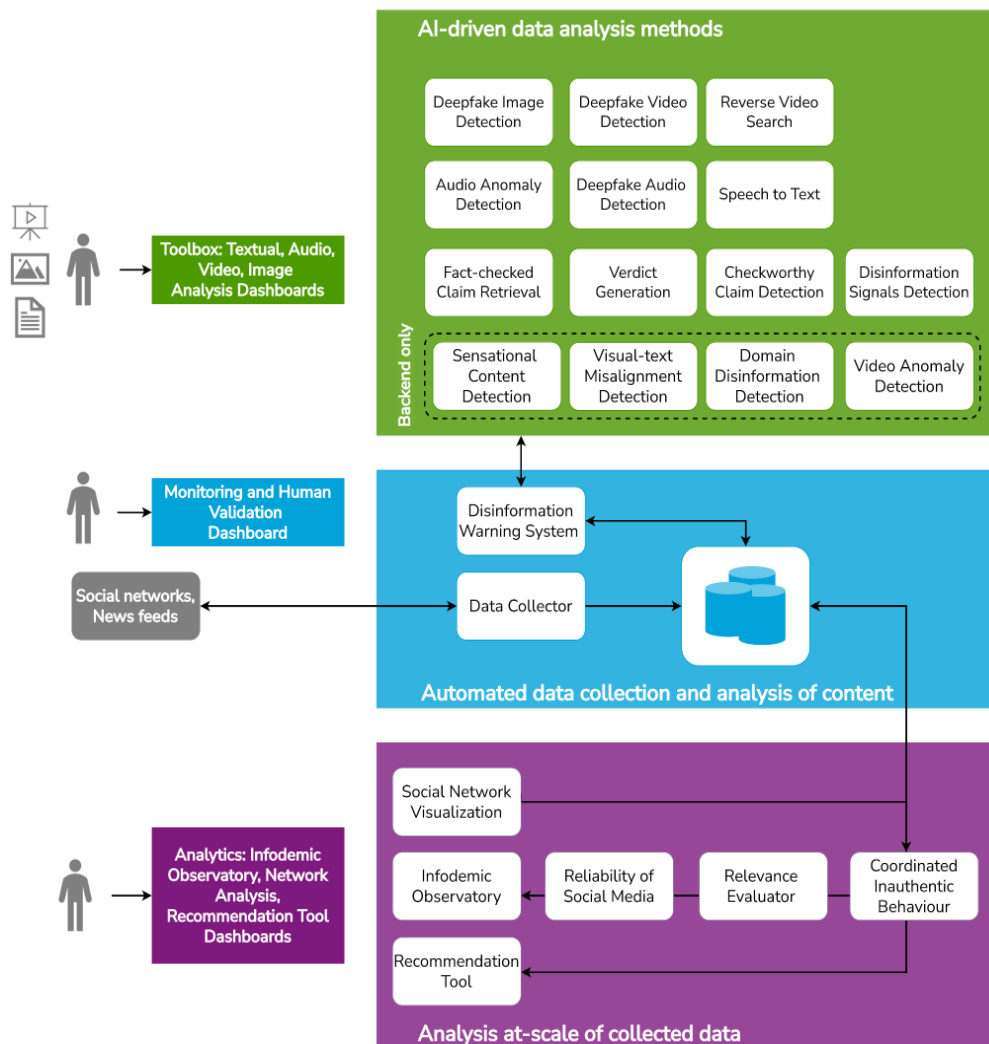 AI-driven data analysis methods
Deepfake Image
Detection
Deepfake Video
Detection
Reverse Video
Search
Audio Anomaly
Detection
Deepfake Audio
Detection
Speech to Text
Toolbox: Textual, Audio,
Video, Image
Analysis Dashboards
Fact-checked
Claim Retrieval
Verdict
Generation
Checkworthy
Claim Detection
Disinformation
Signals Detection
Backend only
Sensational
Content
Detection
Visual-text
Misalignment
Detection
Domain
Disinformation
Detection
Video Anomaly
Detection
Monitoring and Human
Validation
Dashboard
Disinformation
Warning System
Social networks,
News feeds
Data Collector
Automated data collection and analysis of content
Social Network
Visualization
Analytics: Infodemic
Observatory, Network
Analysis,
Recommendation Tool
Dashboards
Infodemic
Observatory
Reliability of
Social Media
Relevance
Evaluator
Coordinated
Inauthentic
Behaviour
Recommendation
Tool
Analysis at-scale of collected data